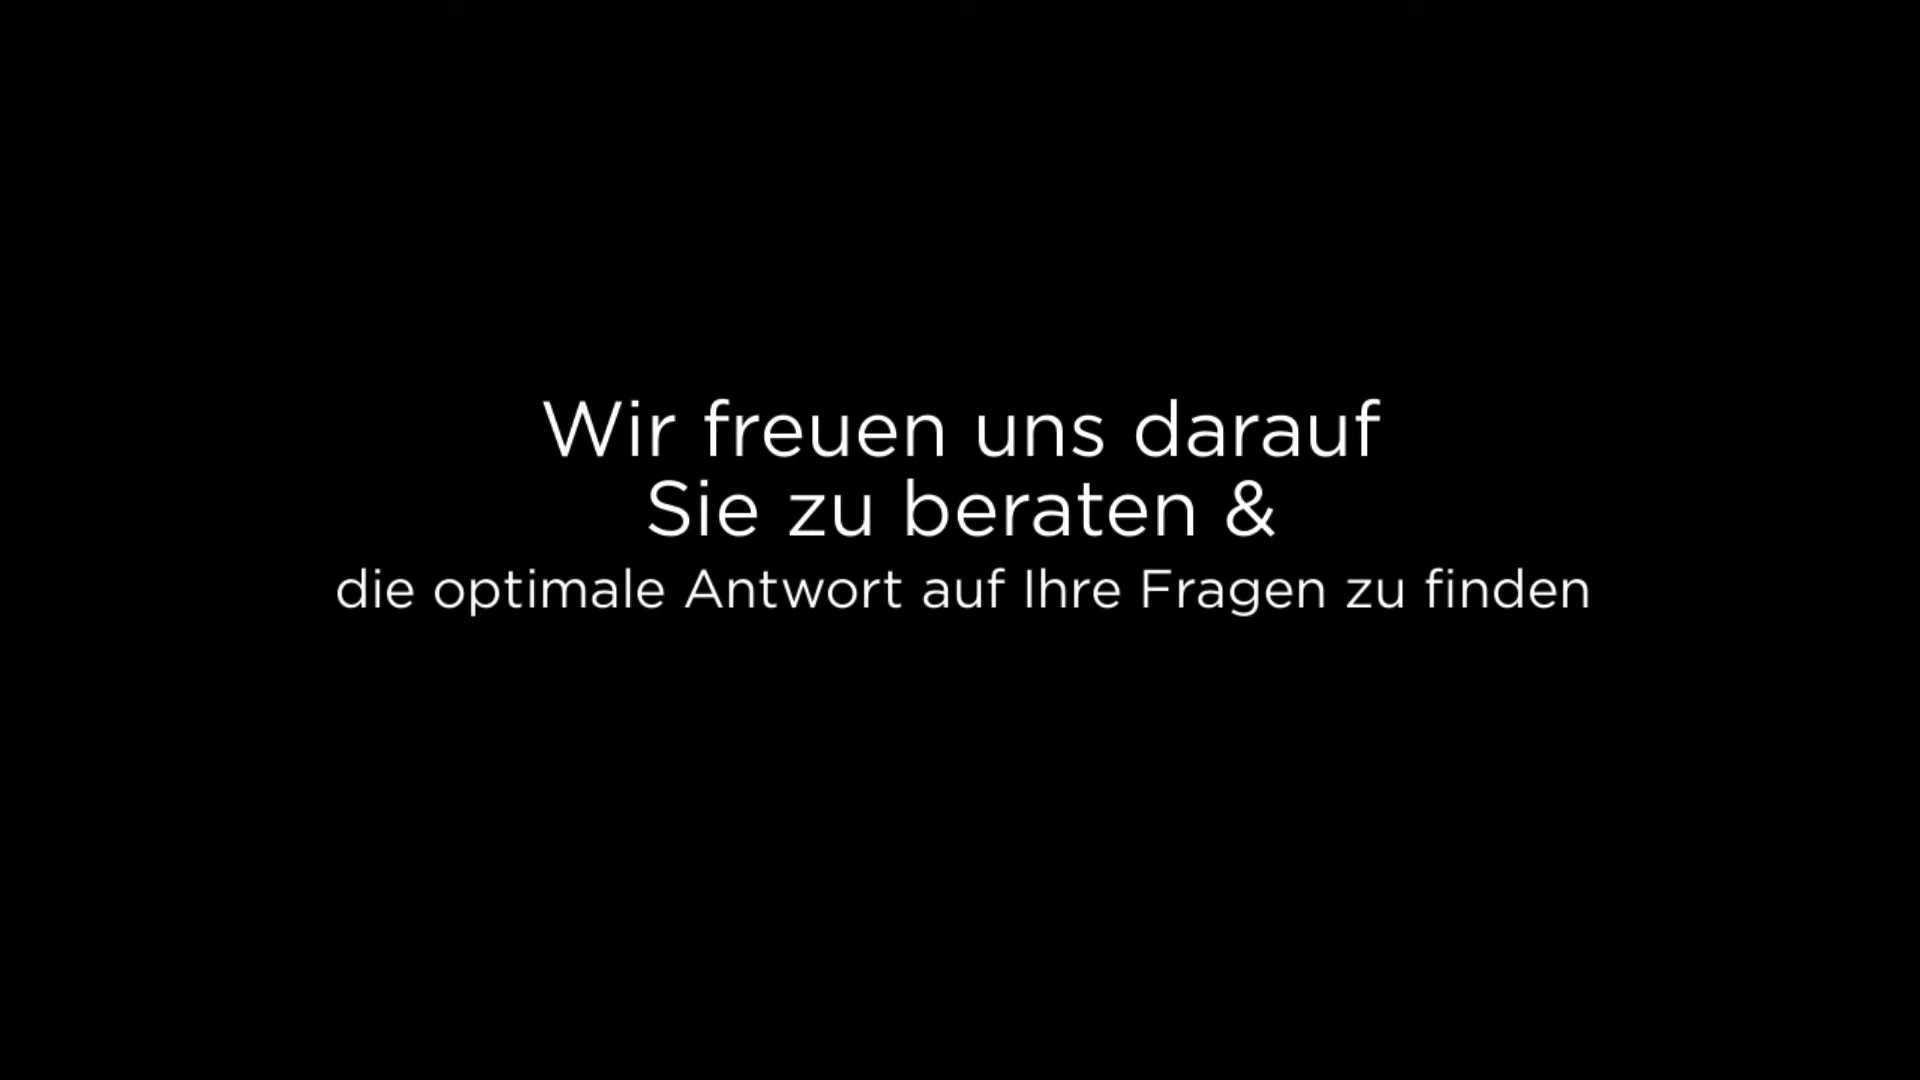 Wir freuen uns darauf
Sie zu beraten &
die optimale Antwort auf Ihre Fragen zu finden